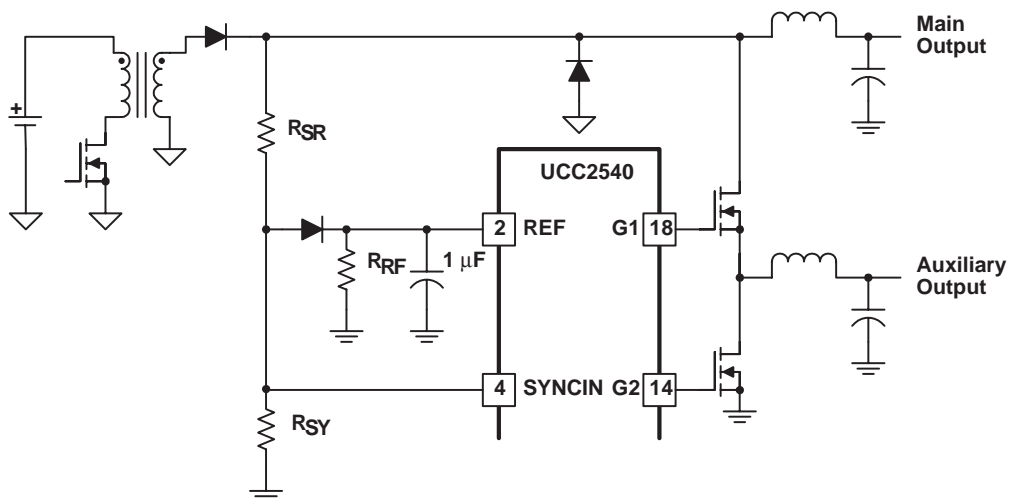 Main
Output
+
RSR
UCC2540
2 REF G1 18
RRF
1 μF
Auxiliary
Output
4 SYNCIN G2 14
RSY